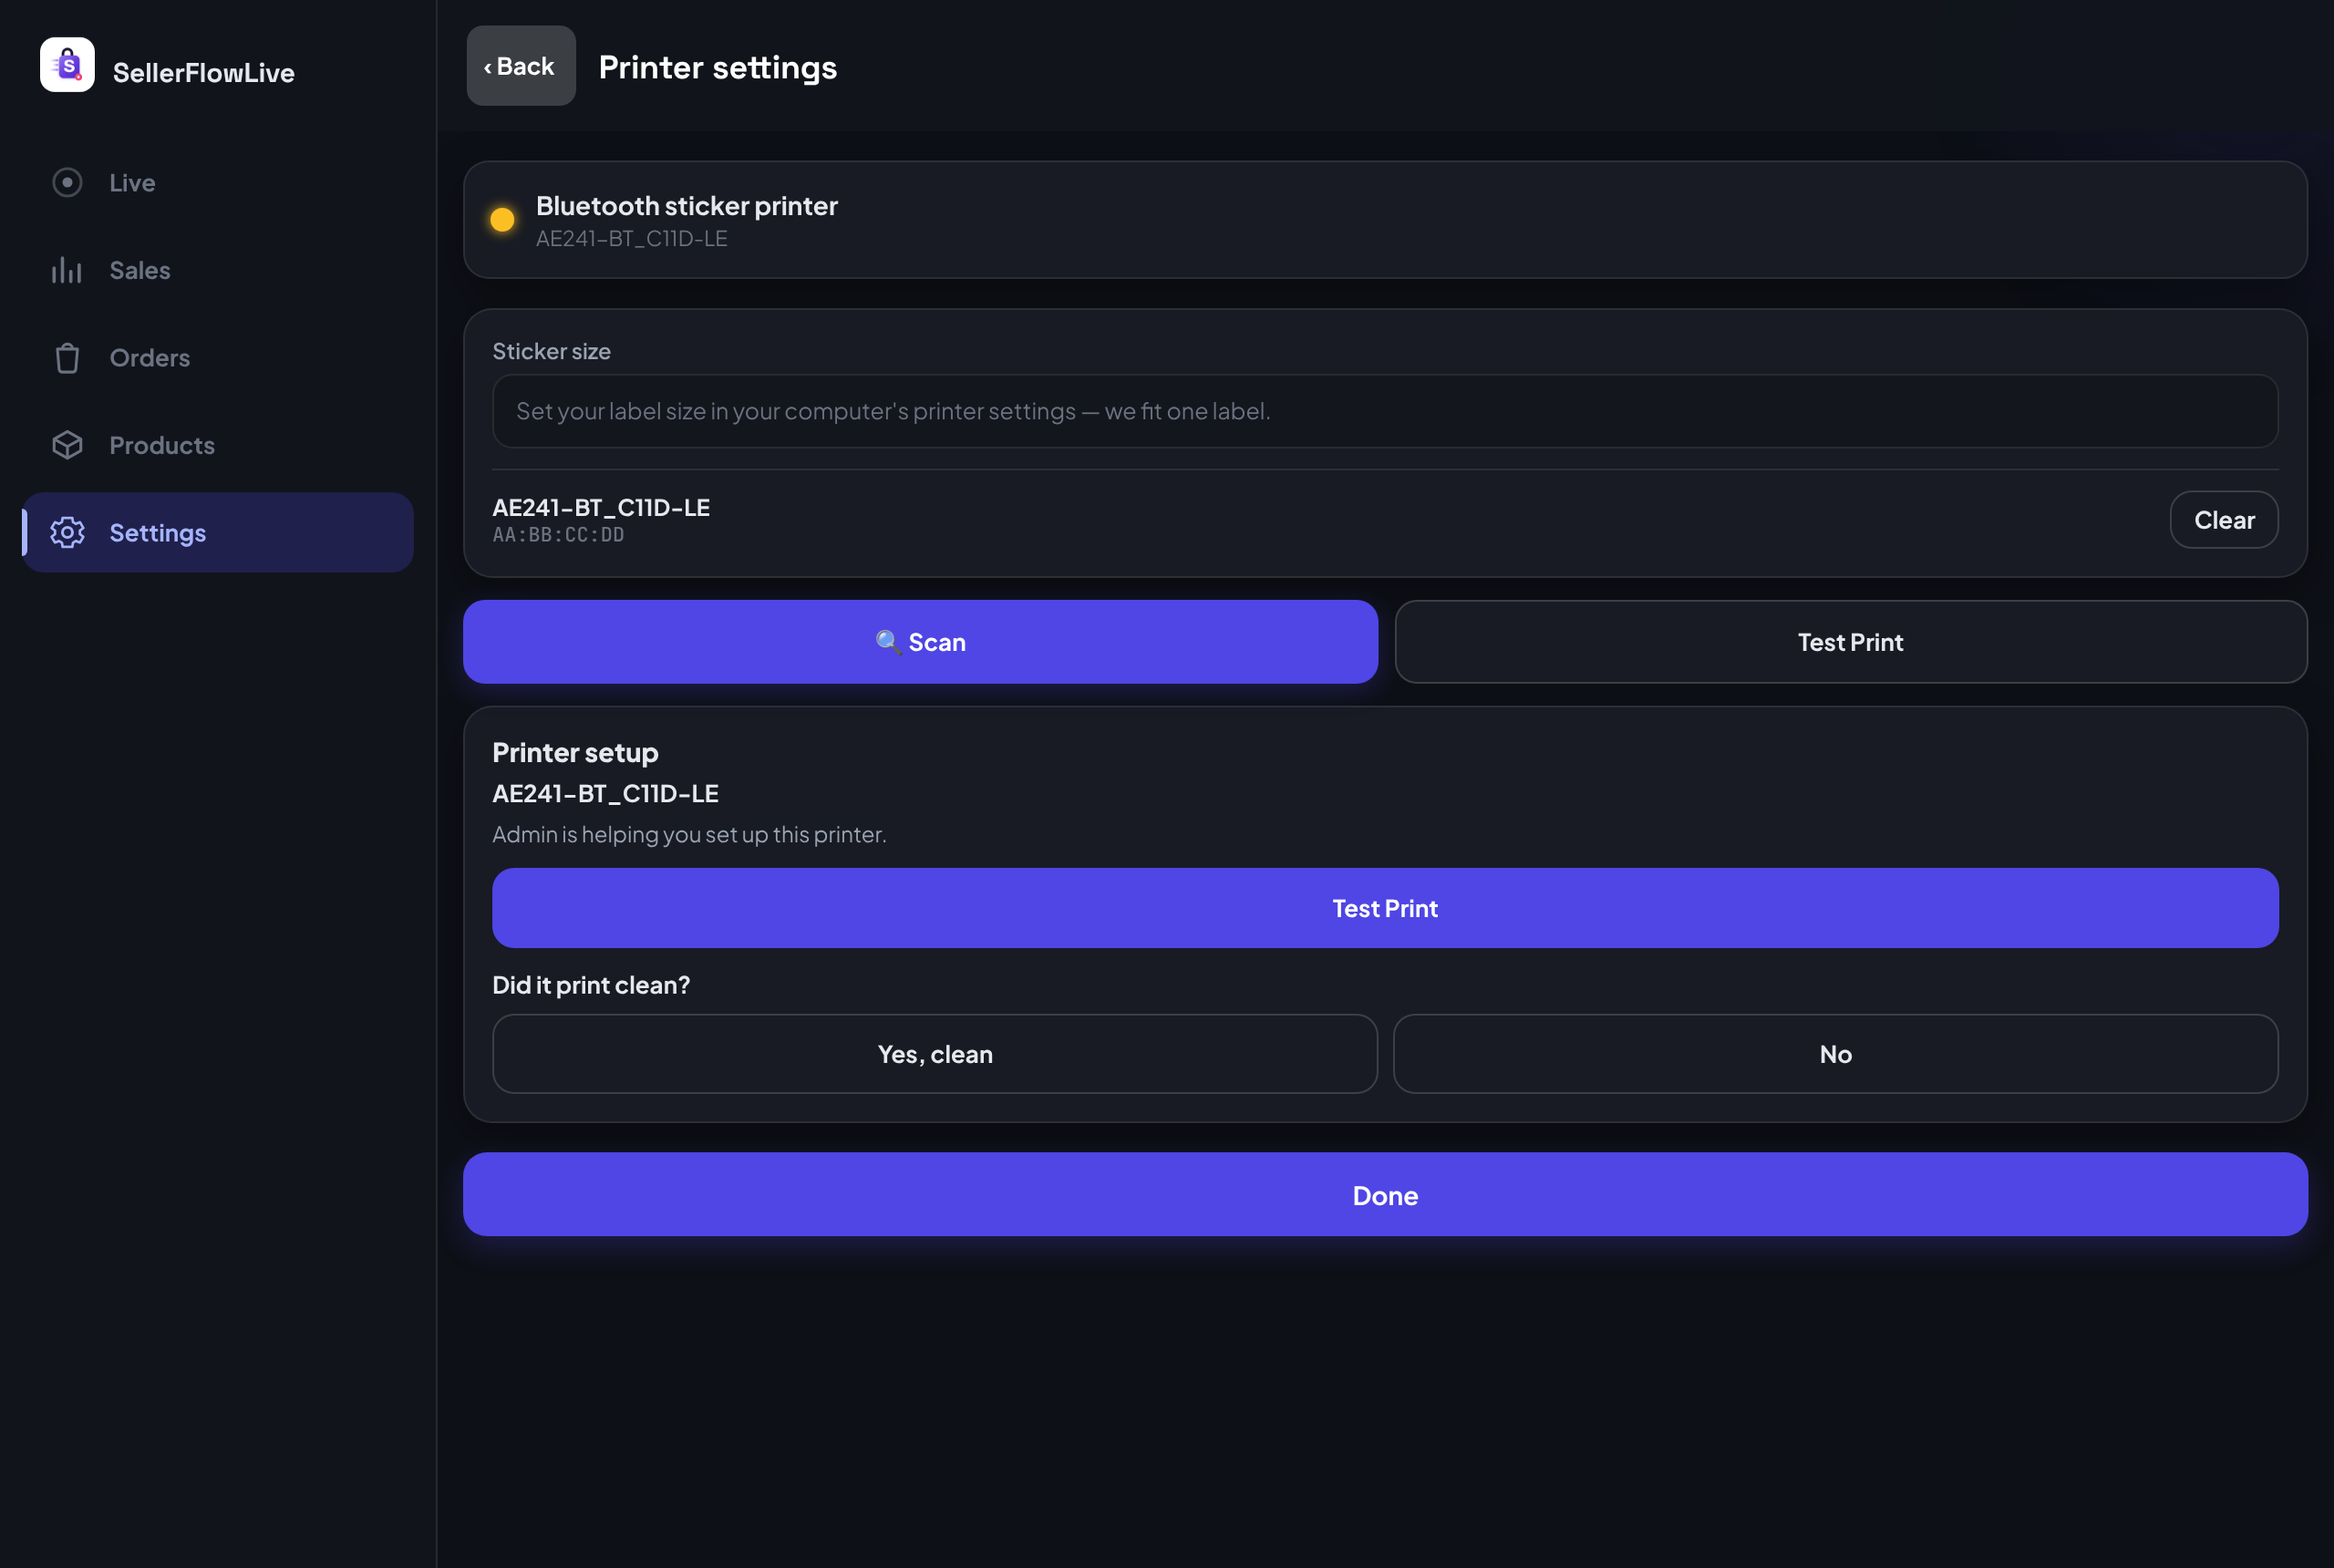 SellerFlowLive
Live
Sales
Orders
Products
Settings
‹ Back
Printer settings
Bluetooth sticker printer
AE241-BT_C11D-LE
Sticker size
Set your label size in your computer's printer settings — we fit one label.
AE241-BT_C11D-LE
AA:BB:CC:DD
Clear
🔍 Scan
Test Print
Printer setup
AE241-BT_C11D-LE
Admin is helping you set up this printer.
Test Print
Did it print clean?
Yes, clean
No
Done